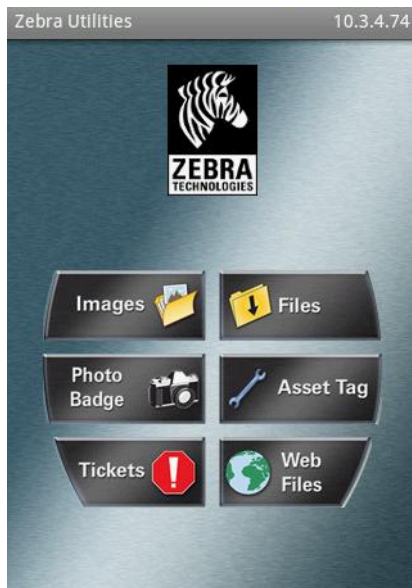 Zebra Utilities 10.3.4.74
ZEBRA
TECHNOLOGIES
Images
Files
Photo
Badge
Asset Tag
Tickets
!
Web
Files